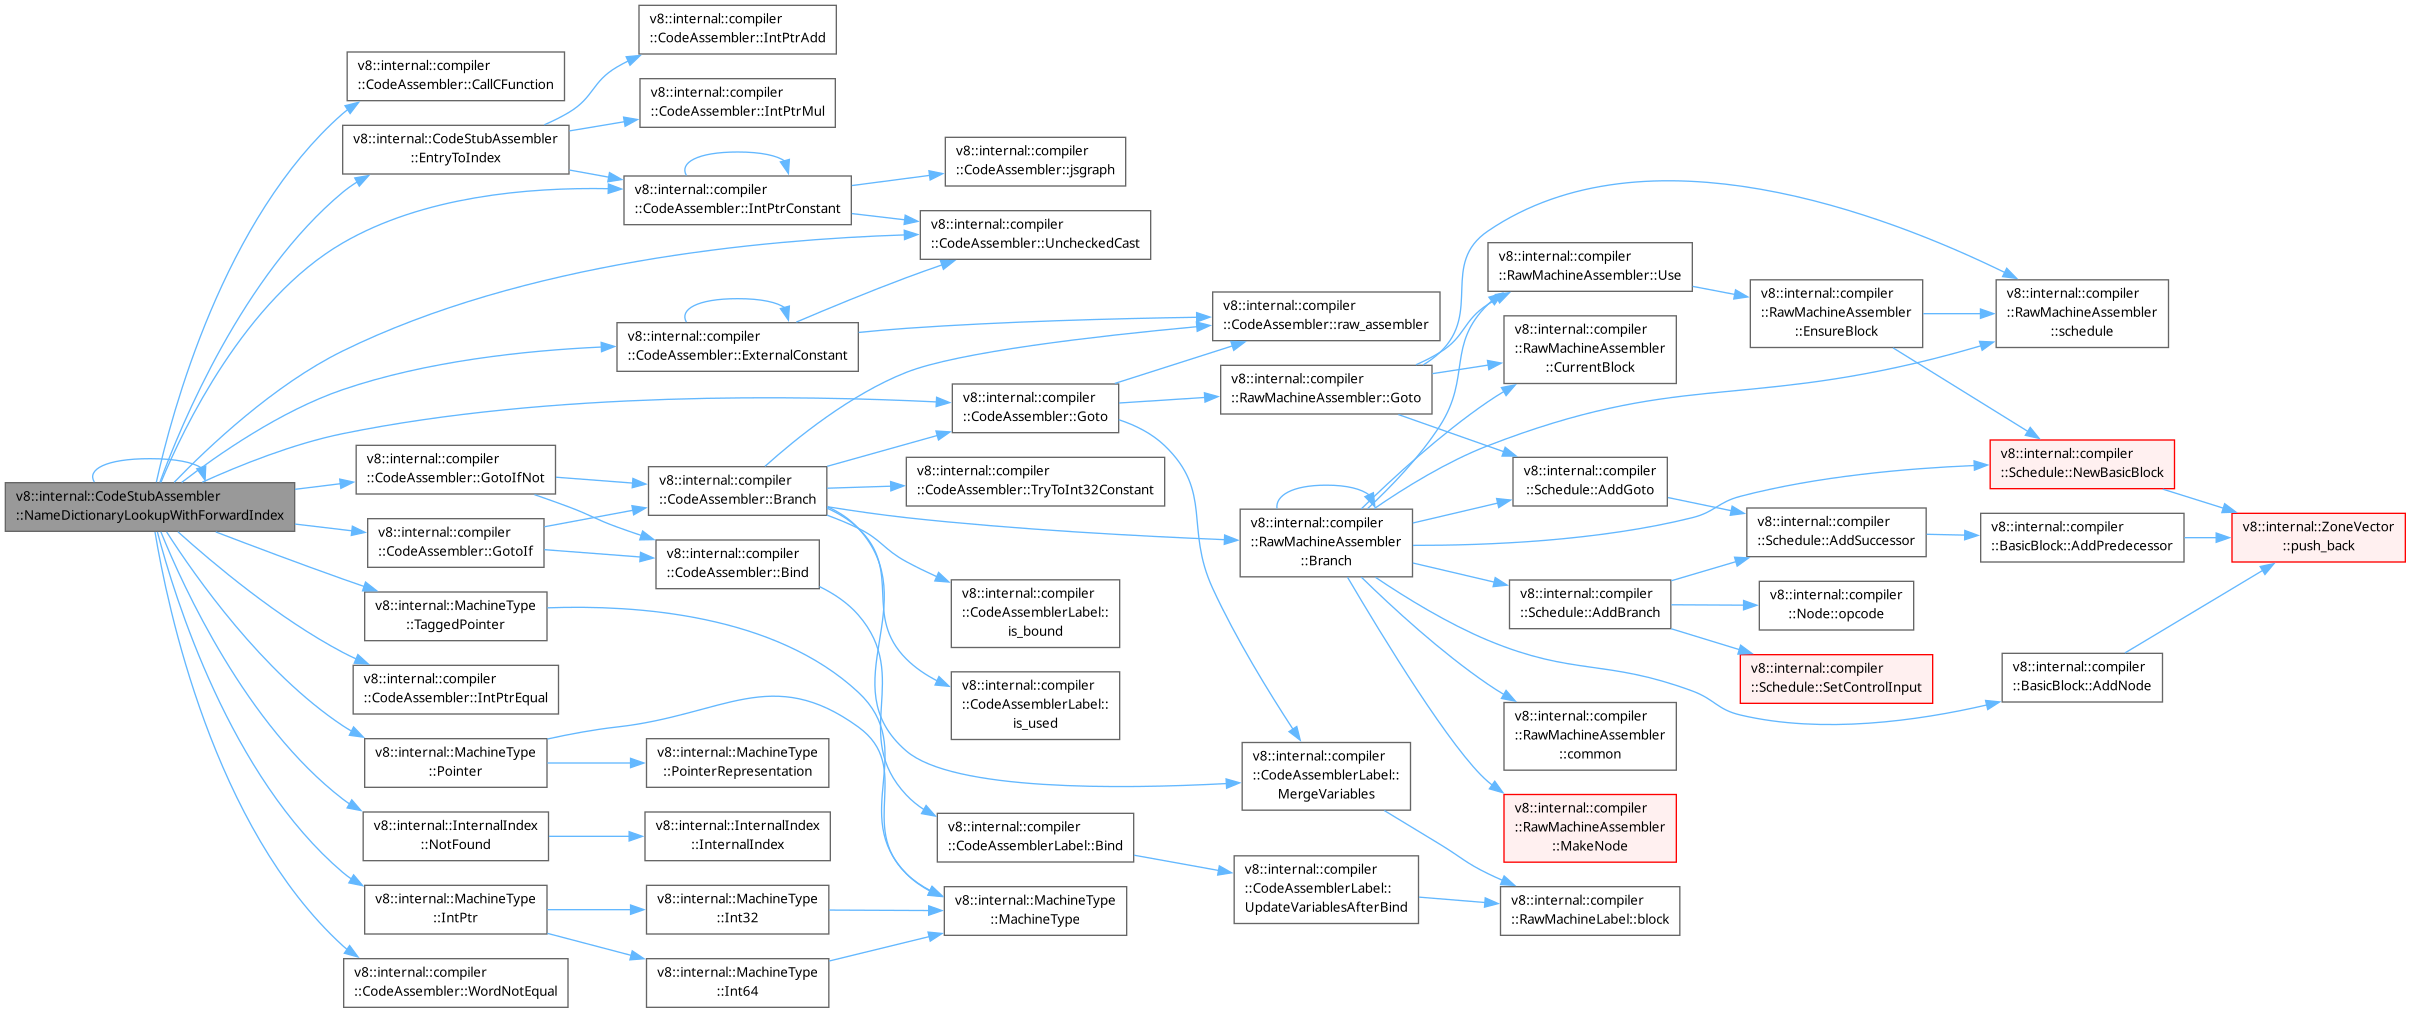 v8::internal::CodeStubAssembler
::NameDictionaryLookupWithForwardIndex
v8::internal::compiler
::CodeAssembler::CallCFunction
v8::internal::CodeStubAssembler
::EntryToIndex
v8::internal::compiler
::CodeAssembler::GotoIfNot
v8::internal::compiler
::CodeAssembler::GotoIf
v8::internal::MachineType
::TaggedPointer
v8::internal::compiler
::CodeAssembler::IntPtrEqual
v8::internal::MachineType
::Pointer
v8::internal::InternalIndex
::NotFound
v8::internal::MachineType
::IntPtr
v8::internal::compiler
::CodeAssembler::WordNotEqual
v8::internal::compiler
::CodeAssembler::IntPtrAdd
v8::internal::compiler
::CodeAssembler::IntPtrMul
v8::internal::compiler
::CodeAssembler::IntPtrConstant
v8::internal::compiler
::CodeAssembler::ExternalConstant
v8::internal::compiler
::CodeAssembler::Branch
v8::internal::compiler
::CodeAssembler::Bind
v8::internal::MachineType
::PointerRepresentation
v8::internal::InternalIndex
::InternalIndex
v8::internal::MachineType
::Int32
v8::internal::MachineType
::Int64
v8::internal::compiler
::CodeAssembler::jsgraph
v8::internal::compiler
::CodeAssembler::UncheckedCast
v8::internal::compiler
::CodeAssembler::Goto
v8::internal::compiler
::CodeAssembler::TryToInt32Constant
v8::internal::compiler
::CodeAssemblerLabel::
is_bound
v8::internal::compiler
::CodeAssemblerLabel::
is_used
v8::internal::compiler
::CodeAssemblerLabel::Bind
v8::internal::MachineType
::MachineType
v8::internal::compiler
::CodeAssembler::raw_assembler
v8::internal::compiler
::RawMachineAssembler::Goto
v8::internal::compiler
::RawMachineAssembler
::Branch
v8::internal::compiler
::CodeAssemblerLabel::
MergeVariables
v8::internal::compiler
::CodeAssemblerLabel::
UpdateVariablesAfterBind
v8::internal::compiler
::RawMachineAssembler::Use
v8::internal::compiler
::RawMachineAssembler
::CurrentBlock
v8::internal::compiler
::Schedule::AddGoto
v8::internal::compiler
::Schedule::AddBranch
v8::internal::compiler
::RawMachineAssembler
::common
v8::internal::compiler
::RawMachineAssembler
::MakeNode
v8::internal::compiler
::RawMachineLabel::block
v8::internal::compiler
::RawMachineAssembler
::EnsureBlock
v8::internal::compiler
::Schedule::AddSuccessor
v8::internal::compiler
::Node::opcode
v8::internal::compiler
::Schedule::SetControlInput
v8::internal::compiler
::RawMachineAssembler
::schedule
v8::internal::compiler
::Schedule::NewBasicBlock
v8::internal::compiler
::BasicBlock::AddPredecessor
v8::internal::compiler
::BasicBlock::AddNode
v8::internal::ZoneVector
::push_back